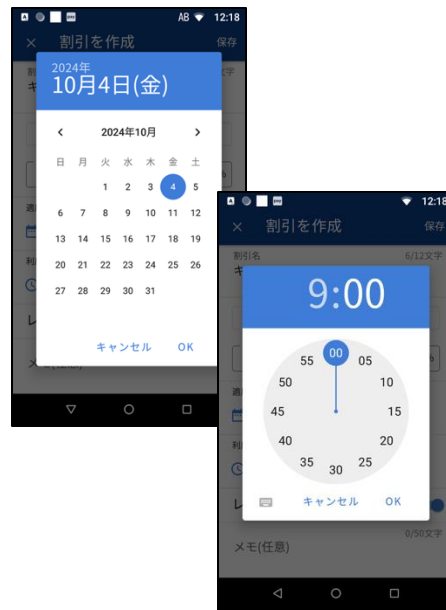 AB 12:18
× 割引を作成 保存
2024年
10月4日(金)
2024年10月
日 月 火 水 木 金 土
1 2 3 4 5
6 7 8 9 10 11 12
13 14 15 16 17 18 19
20 21 22 23 24 25 26
27 28 29 30 31
キャンセル OK
12:18
× 割引を作成 保存
割引名 6/12文字
9:00
00 05 10 15 20 25 30 35 40 45 50 55
キャンセル OK
0/50文字
メモ(任意)